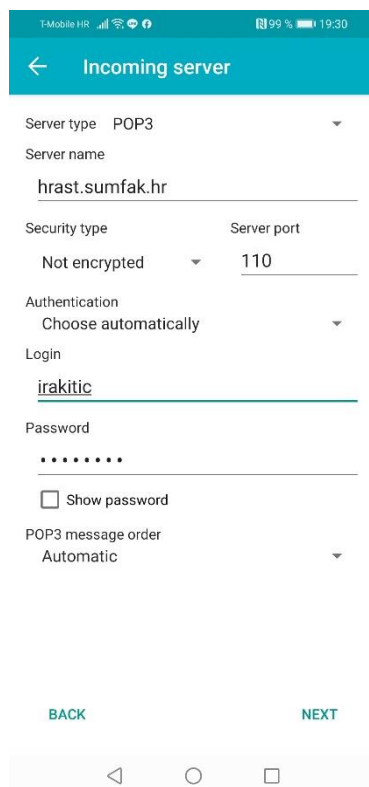 T-Mobile HR 99 % 19:30
Incoming server
Server type POP3
Server name
hrast.sumfak.hr
Security type Server port
Not encrypted 110
Authentication
Choose automatically
Login
irakitic
Password
••••••••
Show password
POP3 message order
Automatic
BACK NEXT